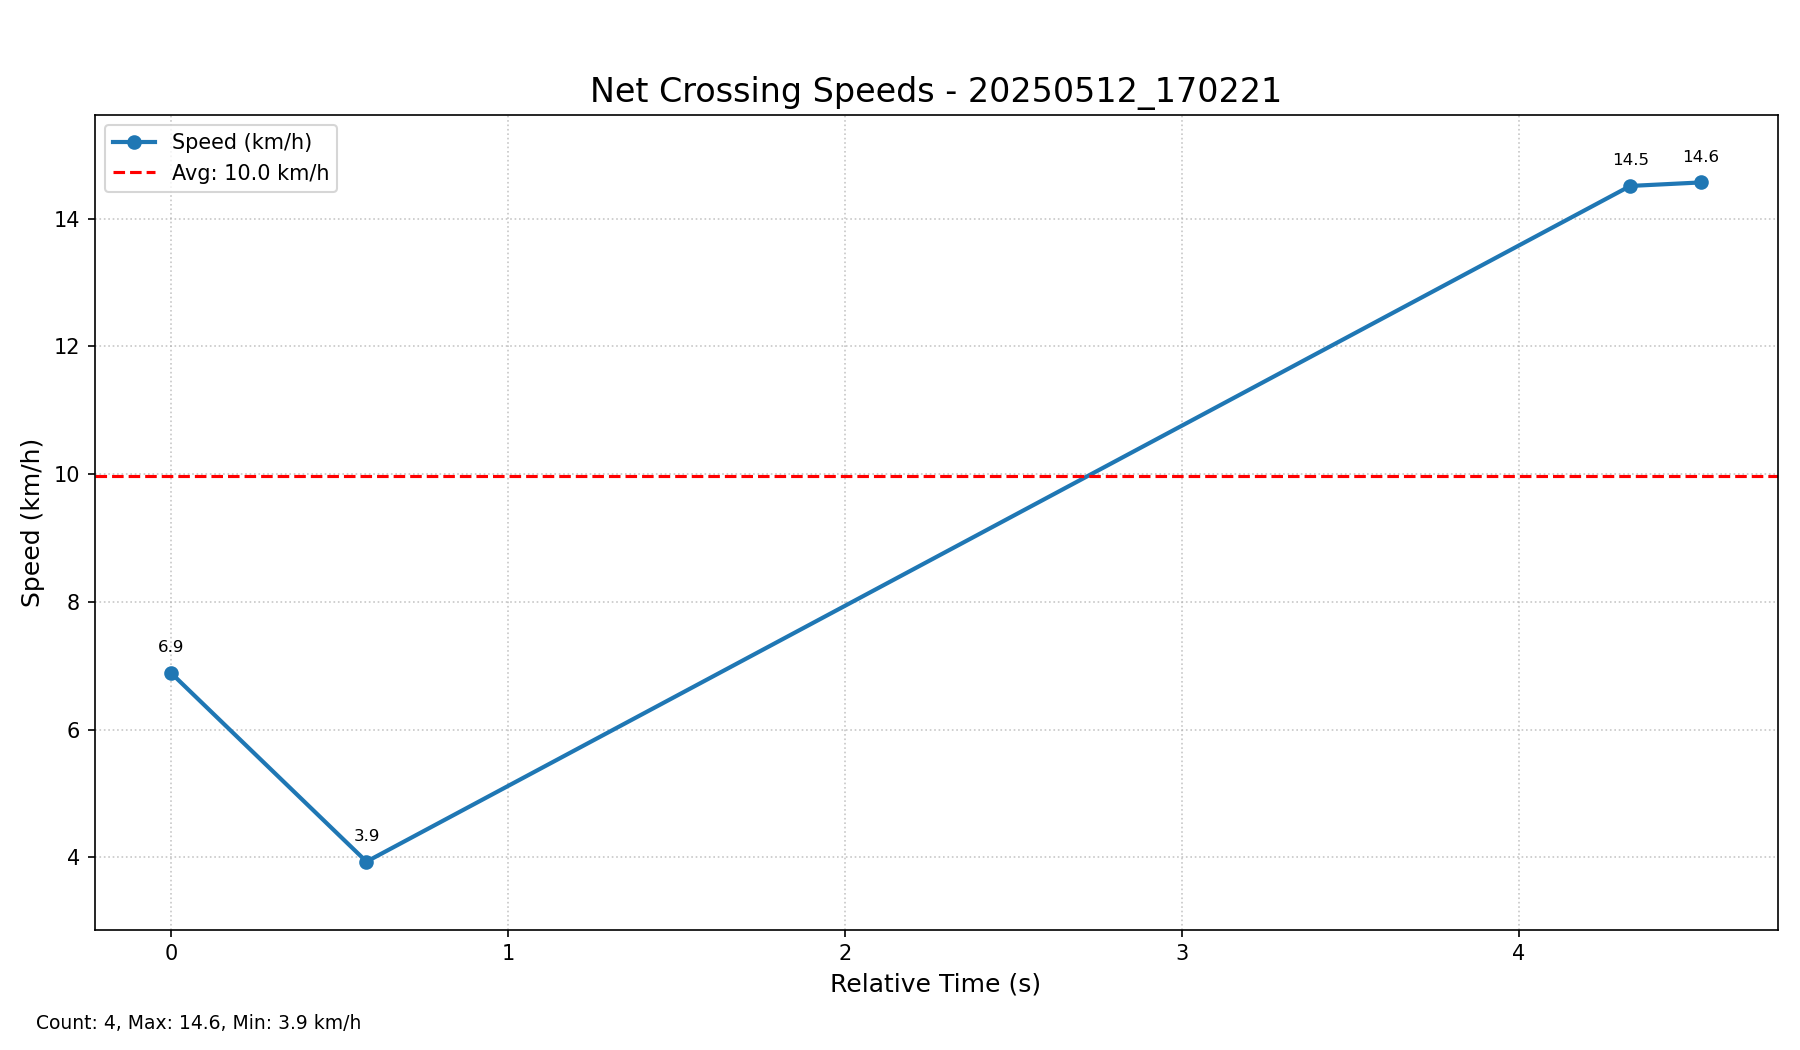 Net Crossing Speeds - 20250512_170221
Speed (km/h)
Avg: 10.0 km/h
14.5
14.6
6.9
3.9
14
12
10
8
6
4
Speed (km/h)
0 1 2 3 4
Relative Time (s)
Count: 4, Max: 14.6, Min: 3.9 km/h